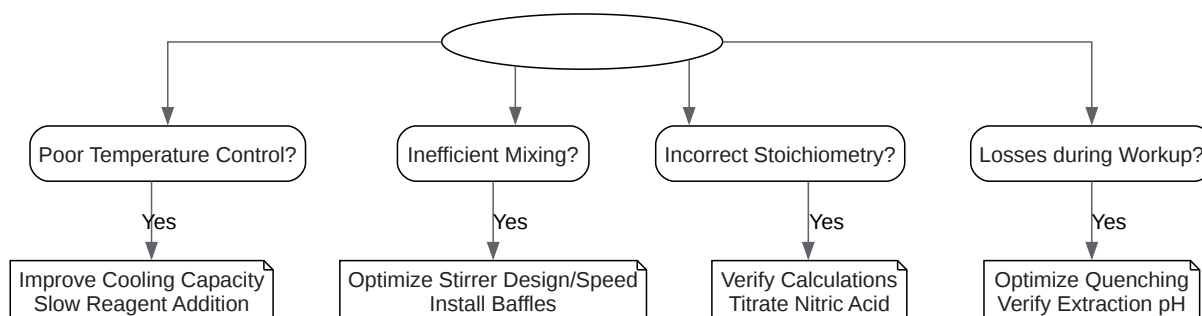 Poor Temperature Control?
Inefficient Mixing?
Incorrect Stoichiometry?
Losses during Workup?
Yes
Yes
Yes
Yes
Improve Cooling Capacity
Slow Reagent Addition
Optimize Stirrer Design/Speed
Install Baffles
Verify Calculations
Titrate Nitric Acid
Optimize Quenching
Verify Extraction pH